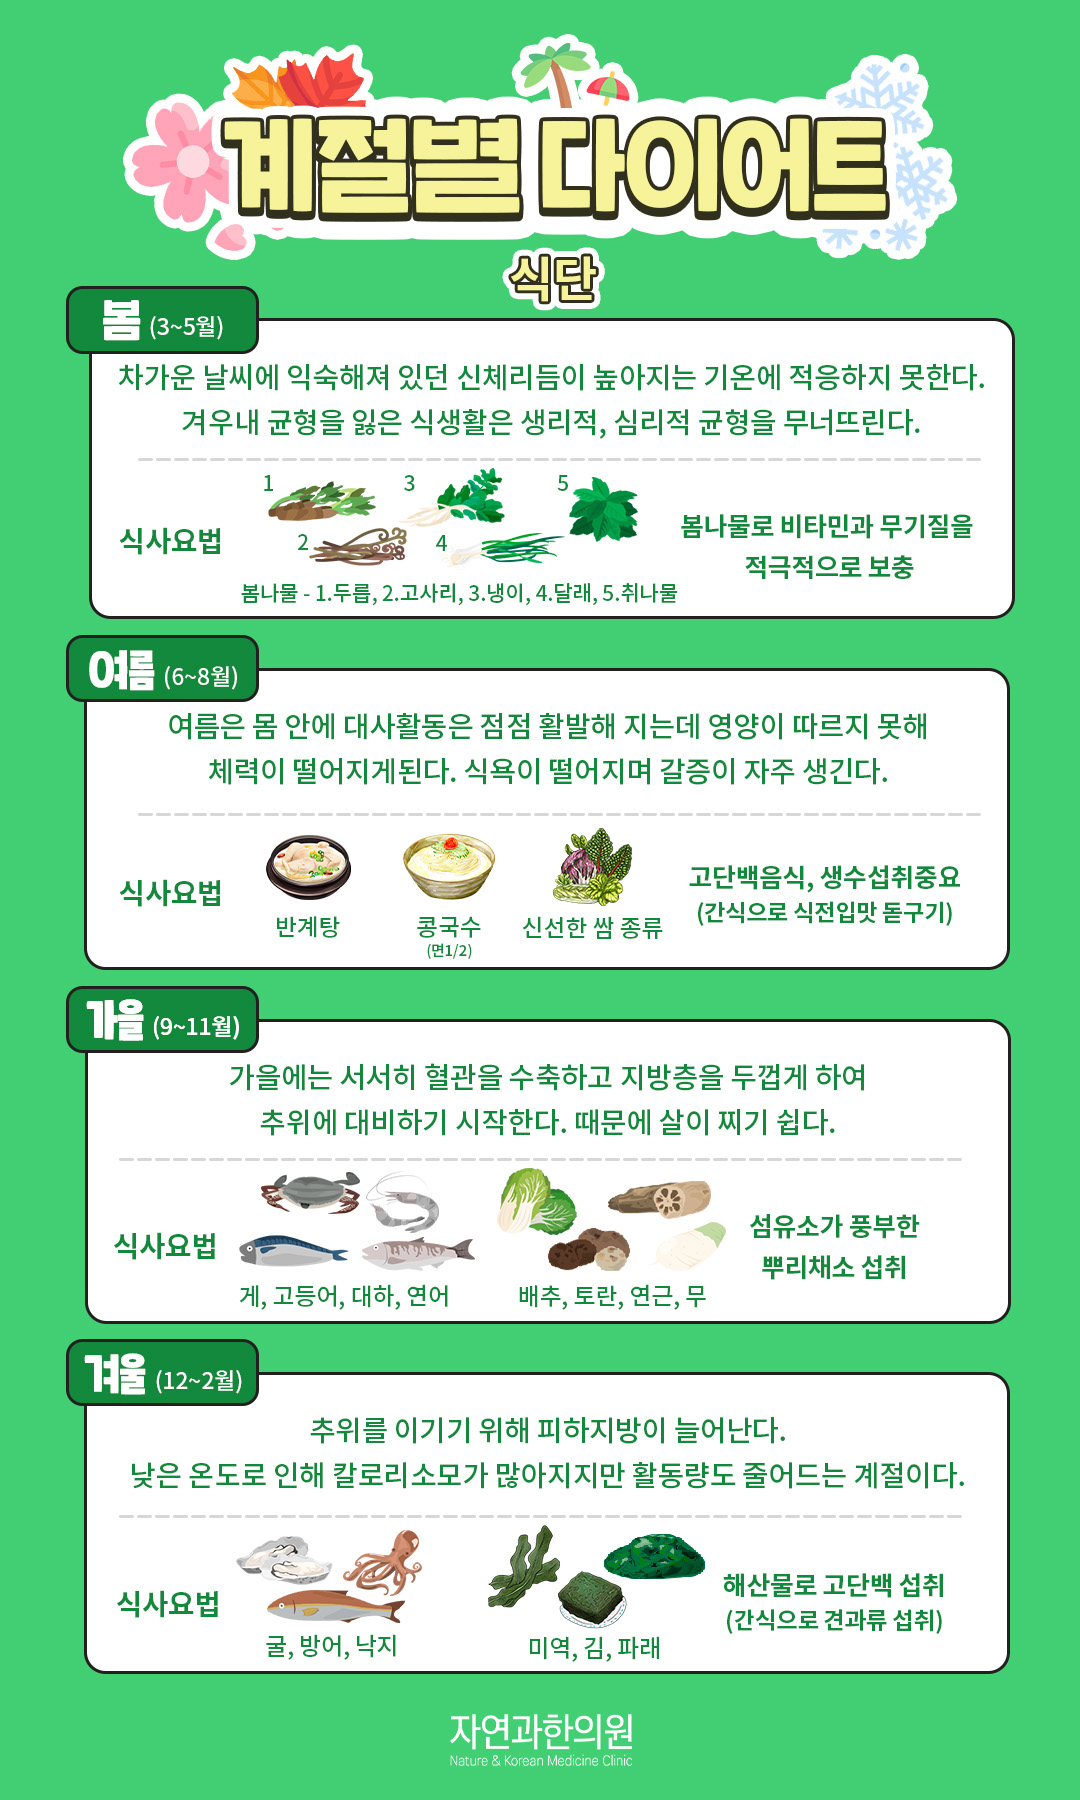 계절별 다이어트
식단
봄 (3~5월)
차가운 날씨에 익숙해져 있던 신체리듬이 높아지는 기온에 적응하지 못한다.
겨우내 균형을 잃은 식생활은 생리적, 심리적 균형을 무너뜨린다.
식사요법
1
2
3
4
5
봄나물 - 1.두릅, 2.고사리, 3.냉이, 4.달래, 5.취나물
봄나물로 비타민과 무기질을
적극적으로 보충
여름 (6~8월)
여름은 몸 안에 대사활동은 점점 활발해 지는데 영양이 따르지 못해
체력이 떨어지게된다. 식욕이 떨어지며 갈증이 자주 생긴다.
식사요법
반계탕
콩국수
(면1/2)
신선한 쌈 종류
고단백음식, 생수섭취중요
(간식으로 식전입맛 돋구기)
가을 (9~11월)
가을에는 서서히 혈관을 수축하고 지방층을 두껍게 하여
추위에 대비하기 시작한다. 때문에 살이 찌기 쉽다.
식사요법
게, 고등어, 대하, 연어
배추, 토란, 연근, 무
섬유소가 풍부한
뿌리채소 섭취
겨울 (12~2월)
추위를 이기기 위해 피하지방이 늘어난다.
낮은 온도로 인해 칼로리소모가 많아지지만 활동량도 줄어드는 계절이다.
식사요법
굴, 방어, 낙지
미역, 김, 파래
해산물로 고단백 섭취
(간식으로 견과류 섭취)
자연과한의원
Nature & Korean Medicine Clinic